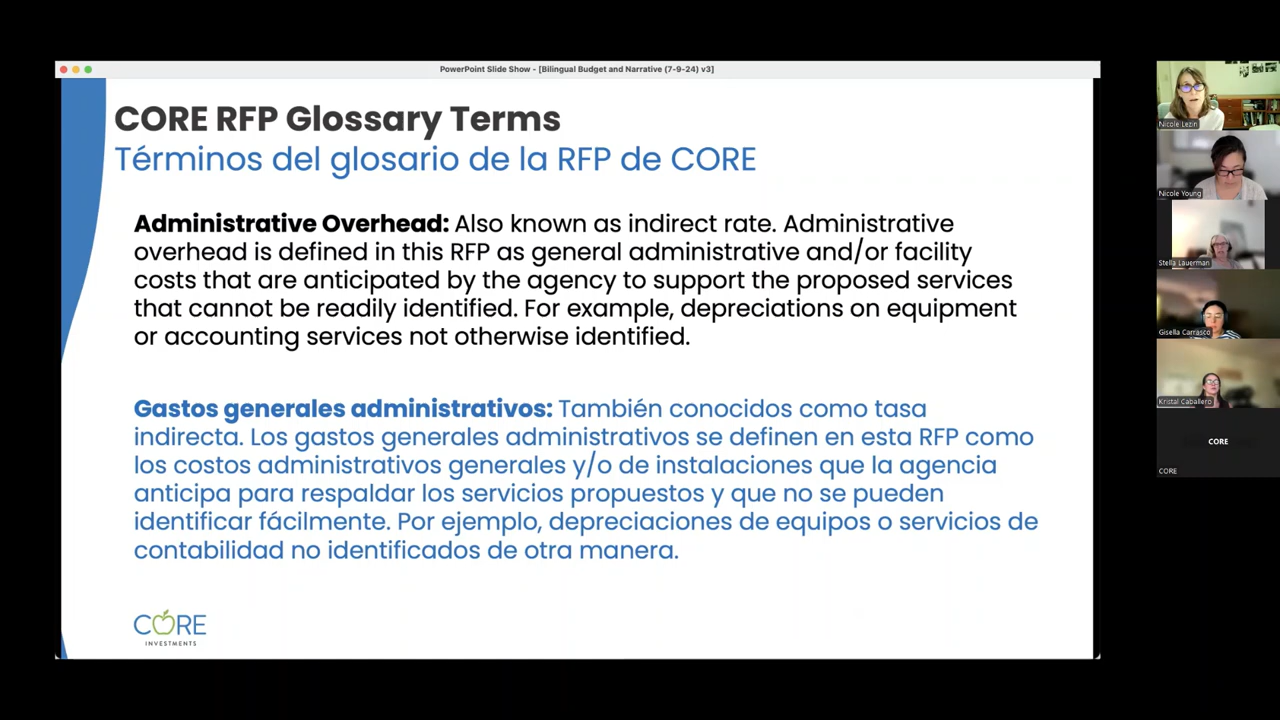 PowerPoint Slide Show - [Bilingual Budget and Narrative (7-9-24) v3]
CORE RFP Glossary Terms
Términos del glosario de la RFP de CORE
Administrative Overhead: Also known as indirect rate. Administrative
overhead is defined in this RFP as general administrative and/or facility
costs that are anticipated by the agency to support the proposed services
that cannot be readily identified. For example, depreciations on equipment
or accounting services not otherwise identified.
Gastos generales administrativos: También conocidos como tasa
indirecta. Los gastos generales administrativos se definen en esta RFP como
los costos administrativos generales y/o de instalaciones que la agencia
anticipa para respaldar los servicios propuestos y que no se pueden
identificar fácilmente. Por ejemplo, depreciaciones de equipos o servicios de
contabilidad no identificados de otra manera.
CORE
INVESTMENTS
Nicole Lezin
Nicole Young
Stella Lauerman
Gisella Carrasco
Kristal Caballero
CORE
CORE